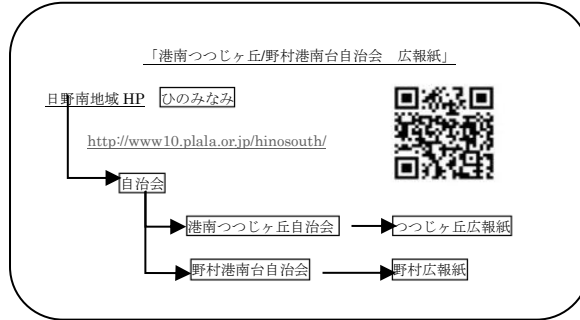 「港南つつじヶ丘/野村港南台自治会　広報紙」
日野南地域 HP　ひのみなみ
http://www10.plala.or.jp/hinosouth/
自治会
港南つつじヶ丘自治会　つつじヶ丘広報紙
野村港南台自治会　野村広報紙